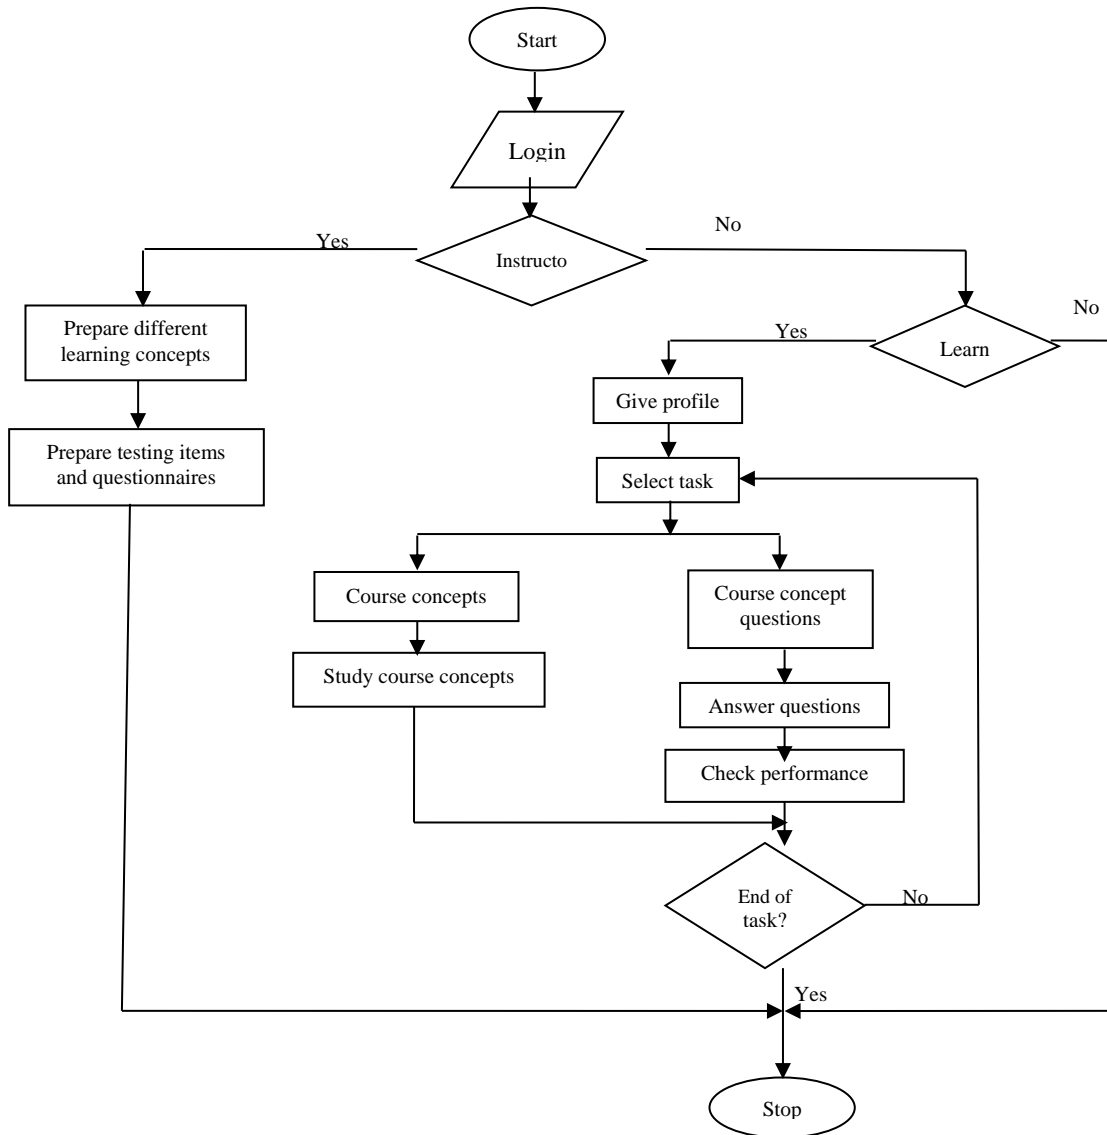 Start
Login
No
Yes
Instructo
No
Prepare different
learning concepts
Yes
Learn
Give profile
Prepare testing items
and questionnaires
Select task
Course concepts
Course concept
questions
Study course concepts
Answer questions
Check performance
End of
task?
No
Yes
Stop